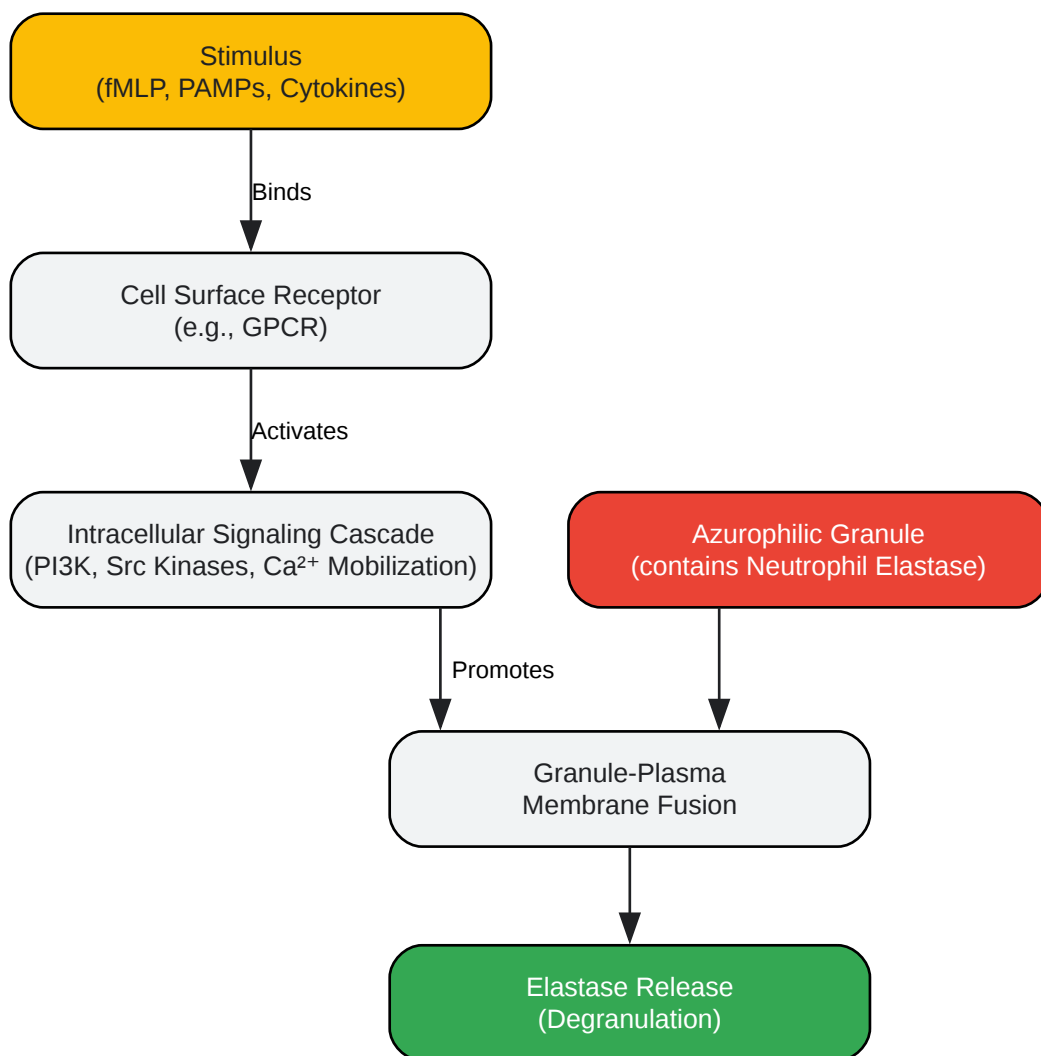 Stimulus
(fMLP, PAMPs, Cytokines)
Binds
Cell Surface Receptor
(e.g., GPCR)
Activates
Intracellular Signaling Cascade
(PI3K, Src Kinases, Ca²⁺ Mobilization)
Azurophilic Granule
(contains Neutrophil Elastase)
Promotes
Granule-Plasma
Membrane Fusion
Elastase Release
(Degranulation)